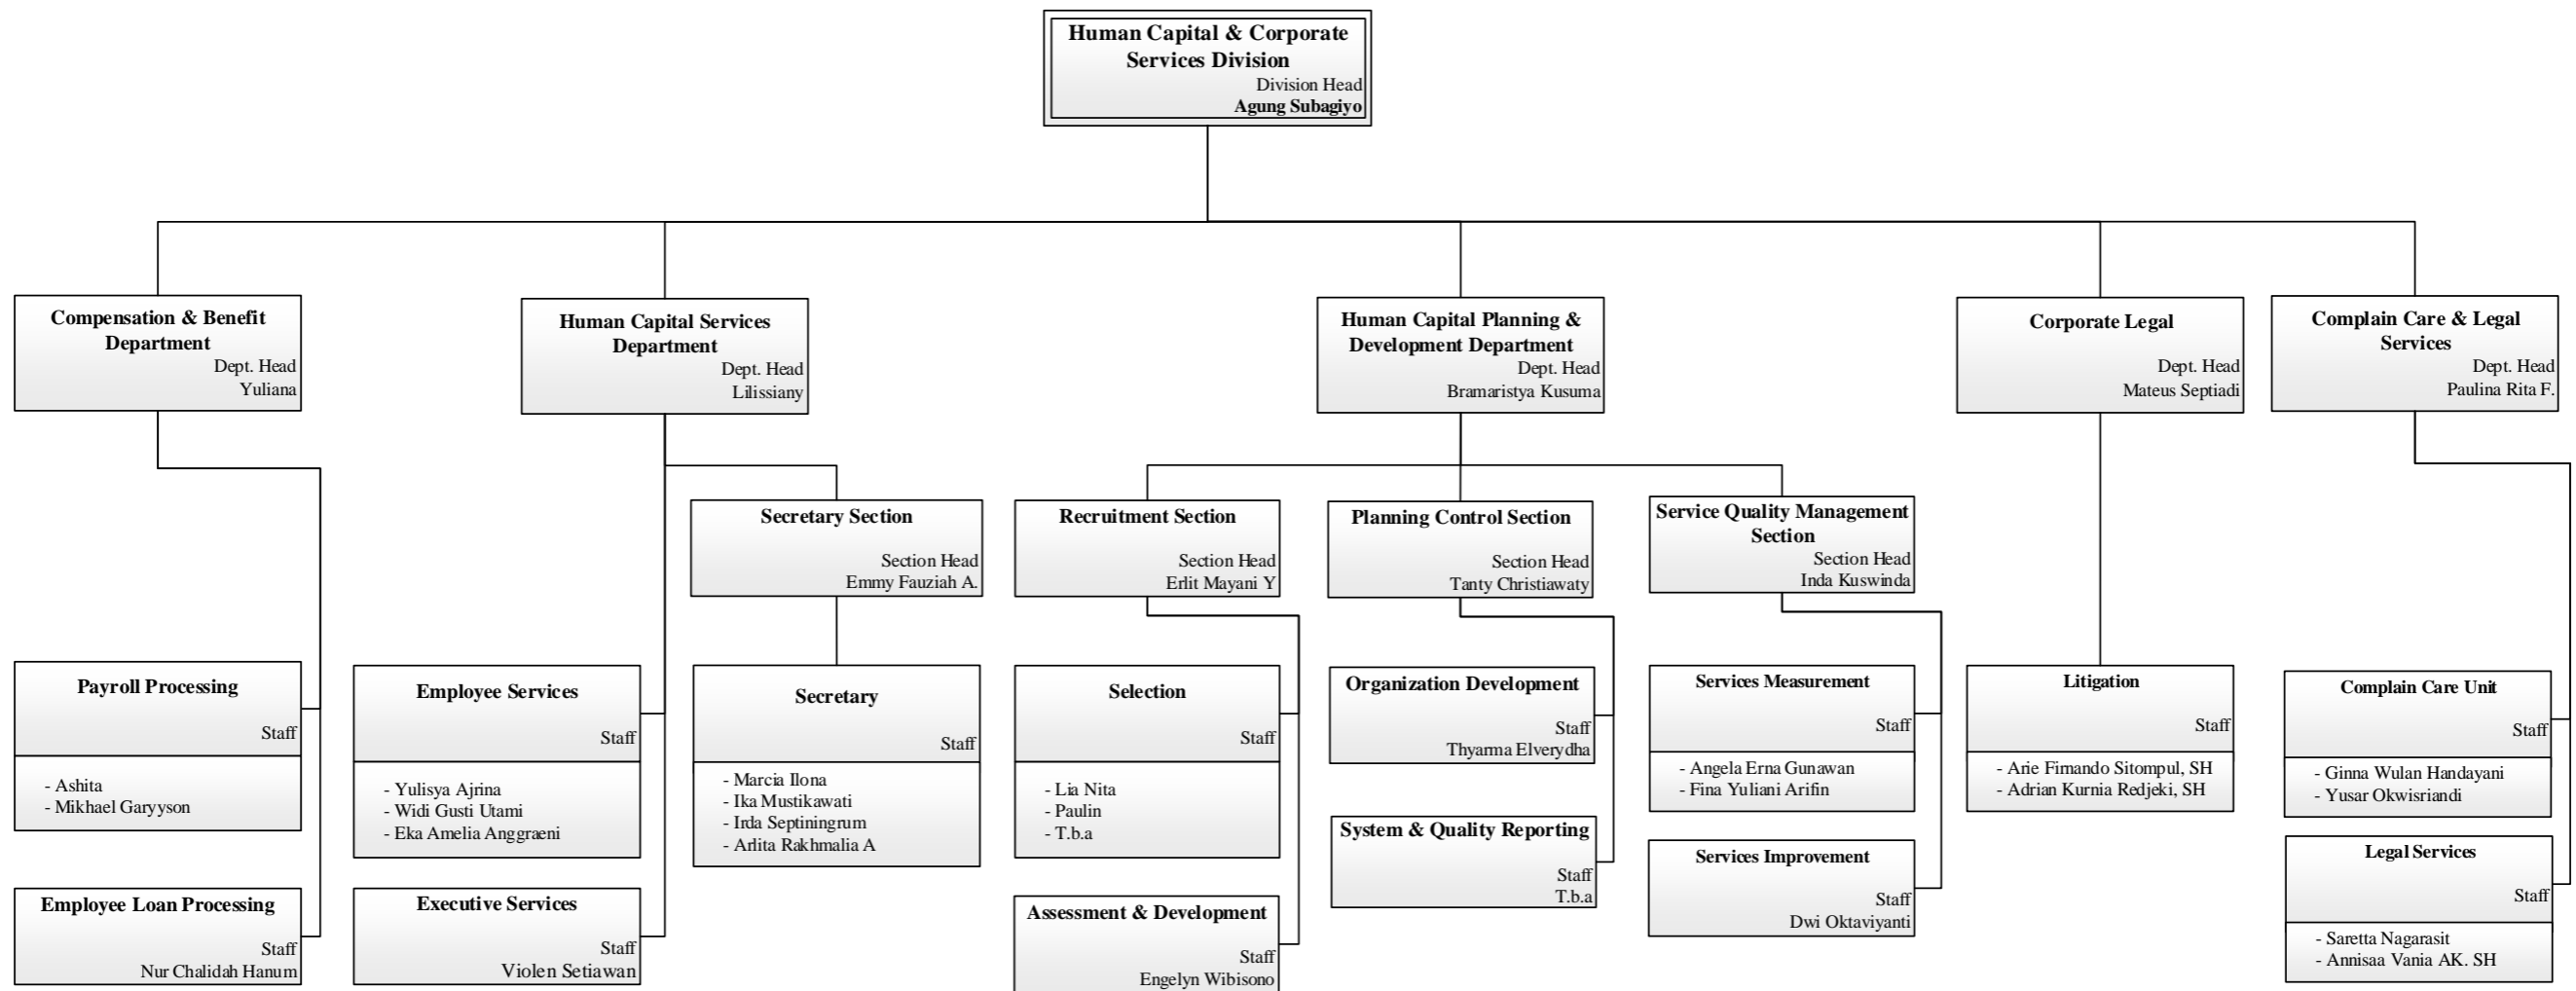 Human Capital & Corporate
Services Division
Division Head
Agung Subagiyo
Compensation & Benefit
Department
Dept. Head
Yuliana
Human Capital Services
Department
Dept. Head
Lilissiany
Human Capital Planning &
Development Department
Dept. Head
Bramaristya Kusuma
Corporate Legal
Dept. Head
Mateus Septiadi
Complain Care & Legal
Services
Dept. Head
Paulina Rita F.
Secretary Section
Section Head
Emmy Fauziah A.
Recruitment Section
Section Head
Erlit Mayani Y
Planning Control Section
Section Head
Tanty Christiawaty
Service Quality Management
Section
Section Head
Inda Kuswinda
Payroll Processing
Staff
- Ashita
- Mikhael Garyyson
Employee Services
Staff
- Yulisya Ajrina
- Widi Gusti Utami
- Eka Amelia Anggraeni
Secretary
Staff
- Marcia Ilona
- Ika Mustikawati
- Irda Septiningrum
- Arlita Rakhmalia A
Selection
Staff
- Lia Nita
- Paulin
- T.b.a
Organization Development
Staff
Thyarma Elverydha
Services Measurement
Staff
- Angela Erna Gunawan
- Fina Yuliani Arifin
Litigation
Staff
- Arie Firnando Sitompul, SH
- Adrian Kurnia Redjeki, SH
Complain Care Unit
Staff
- Ginna Wulan Handayani
- Yusar Okwisriandi
Employee Loan Processing
Staff
Nur Chalidah Hanum
Executive Services
Staff
Violen Setiawan
Assessment & Development
Staff
Engelyn Wibisono
System & Quality Reporting
Staff
T.b.a
Services Improvement
Staff
Dwi Oktaviyanti
Legal Services
Staff
- Saretta Nagarasit
- Annisaa Vania AK. SH